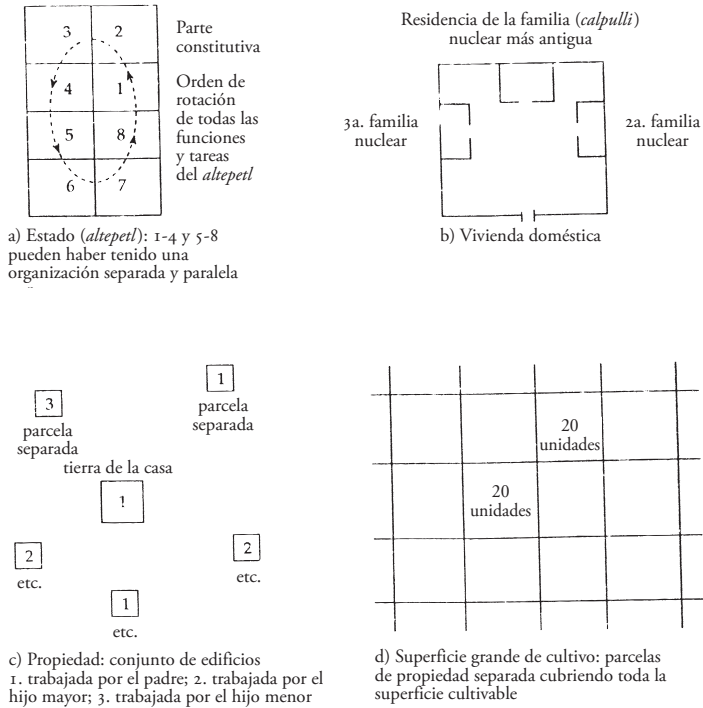 3 2
4 1
5 8
6 7
Parte
constitutiva
Orden de
rotación
de todas las
funciones
y tareas
del altepetl
a) Estado (altepetl): 1-4 y 5-8
pueden haber tenido una
organización separada y paralela
Residencia de la familia (calpulli)
nuclear más antigua
3a. familia
nuclear
2a. familia
nuclear
b) Vivienda doméstica
1
parcela
separada
3
parcela
separada
tierra de la casa
1
2
etc.
2
etc.
1
etc.
c) Propiedad: conjunto de edificios
1. trabajada por el padre; 2. trabajada por el
hijo mayor; 3. trabajada por el hijo menor
20
unidades
20
unidades
d) Superficie grande de cultivo: parcelas
de propiedad separada cubriendo toda la
superficie cultivable